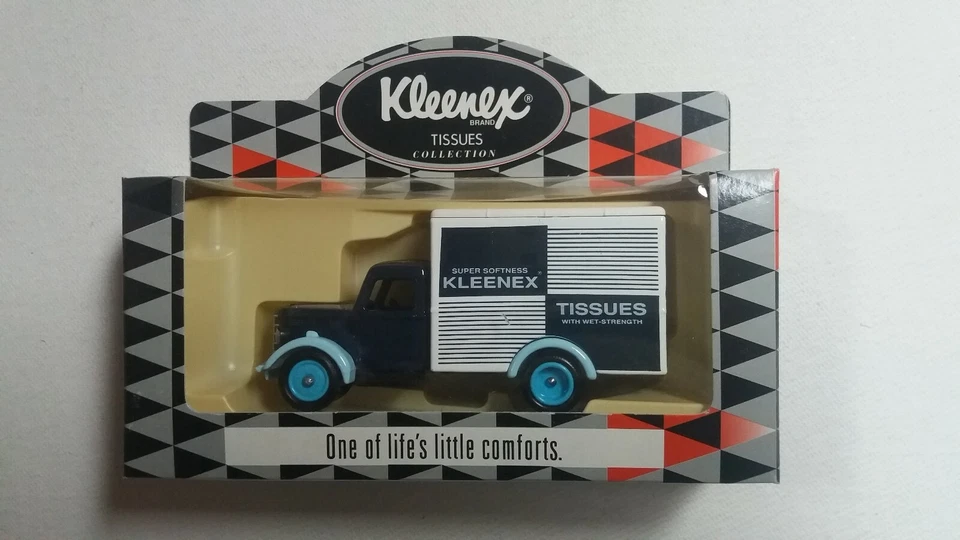 Kleenex®
BRAND
TISSUES
COLLECTION
SUPER SOFTNESS
KLEENEX®
TISSUES
WITH WET-STRENGTH
One of life's little comforts.